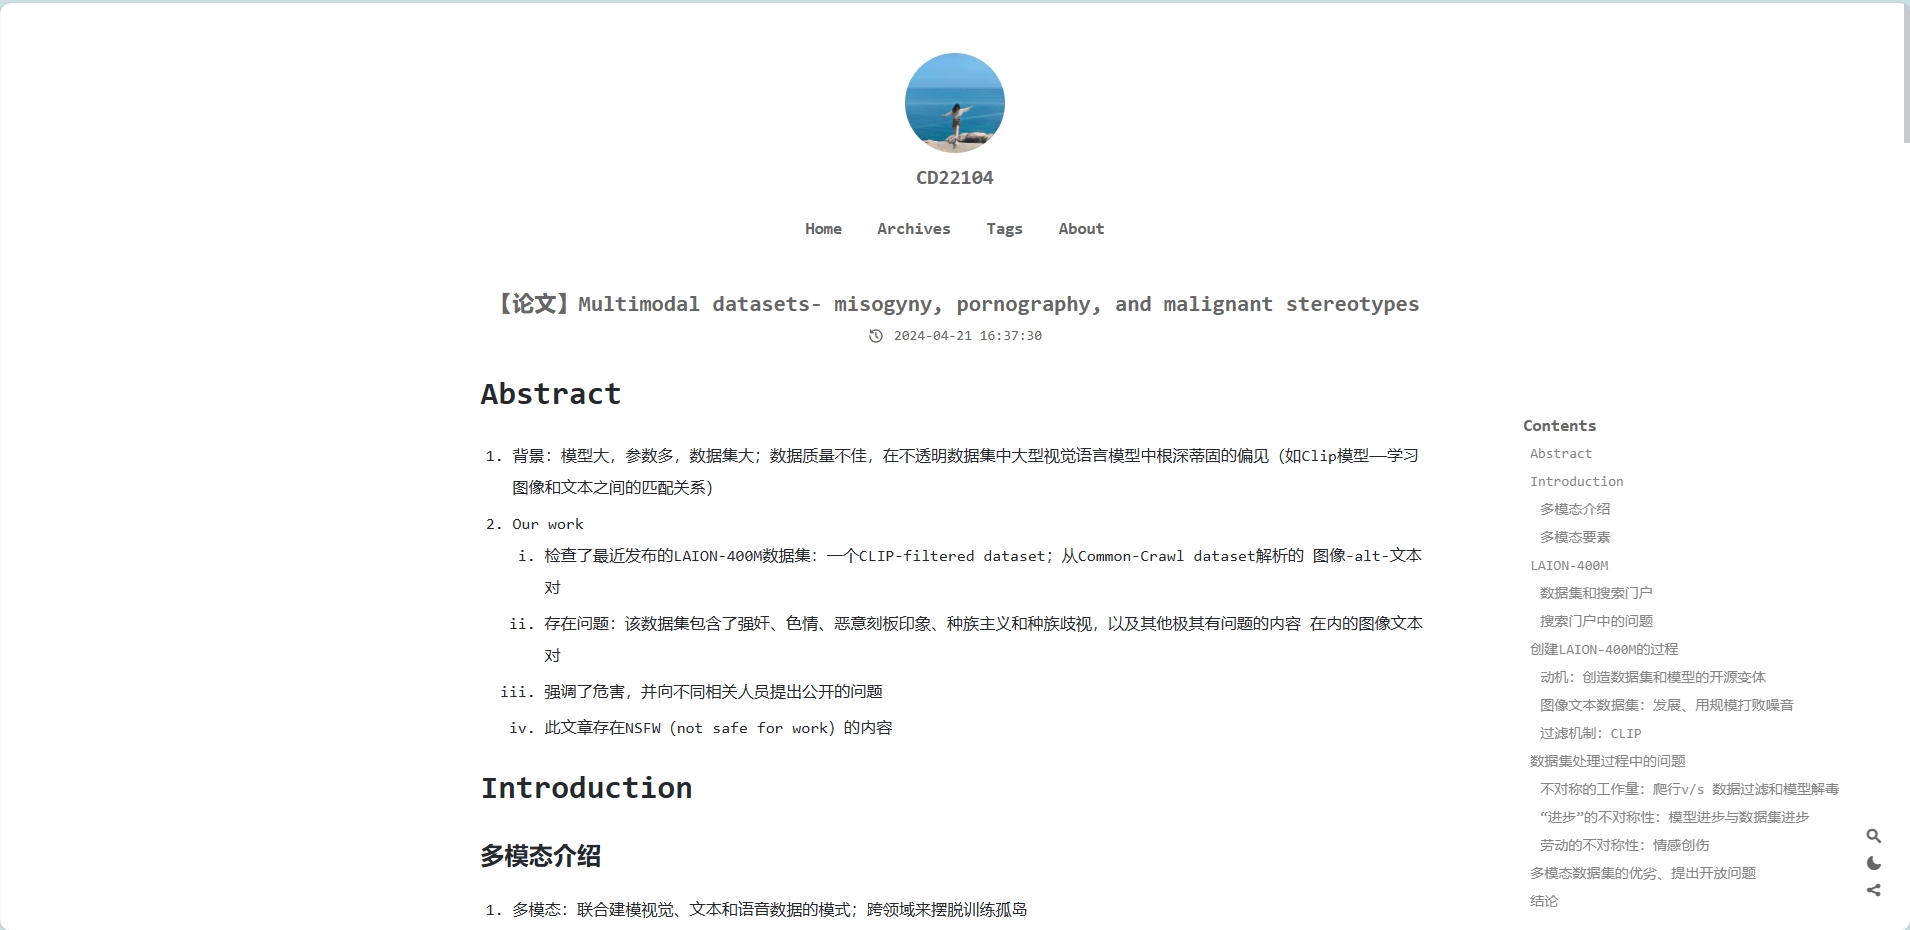 CD22104
Home Archives Tags About
【论文】Multimodal datasets- misogyny, pornography, and malignant stereotypes
2024-04-21 16:37:30
Abstract
1. 背景：模型大，参数多，数据集大；数据质量不佳，在不透明数据集中大型视觉语言模型中根深蒂固的偏见（如Clip模型——学习
图像和文本之间的匹配关系）
2. Our work
i. 检查了最近发布的LAION-400M数据集：一个CLIP-filtered dataset；从Common-Crawl dataset解析的 图像-alt-文本
对
ii. 存在问题：该数据集包含了强奸、色情、恶意刻板印象、种族主义和种族歧视，以及其他极其有问题的内容 在内的图像文本
对
iii. 强调了危害，并向不同相关人员提出公开的问题
iv. 此文章存在NSFW（not safe for work）的内容
Introduction
多模态介绍
1. 多模态：联合建模视觉、文本和语音数据的模式；跨领域来摆脱训练孤岛
Contents
Abstract
Introduction
多模态介绍
多模态要素
LAION-400M
数据集和搜索门户
搜索门户中的问题
创建LAION-400M的过程
动机：创造数据集和模型的开源变体
图像文本数据集：发展、用规模打败噪音
过滤机制：CLIP
数据集处理过程中的问题
不对称的工作量：爬行v/s 数据过滤和模型解毒
“进步”的不对称性：模型进步与数据集进步
劳动的不对称性：情感创伤
多模态数据集的优劣、提出开放问题
结论